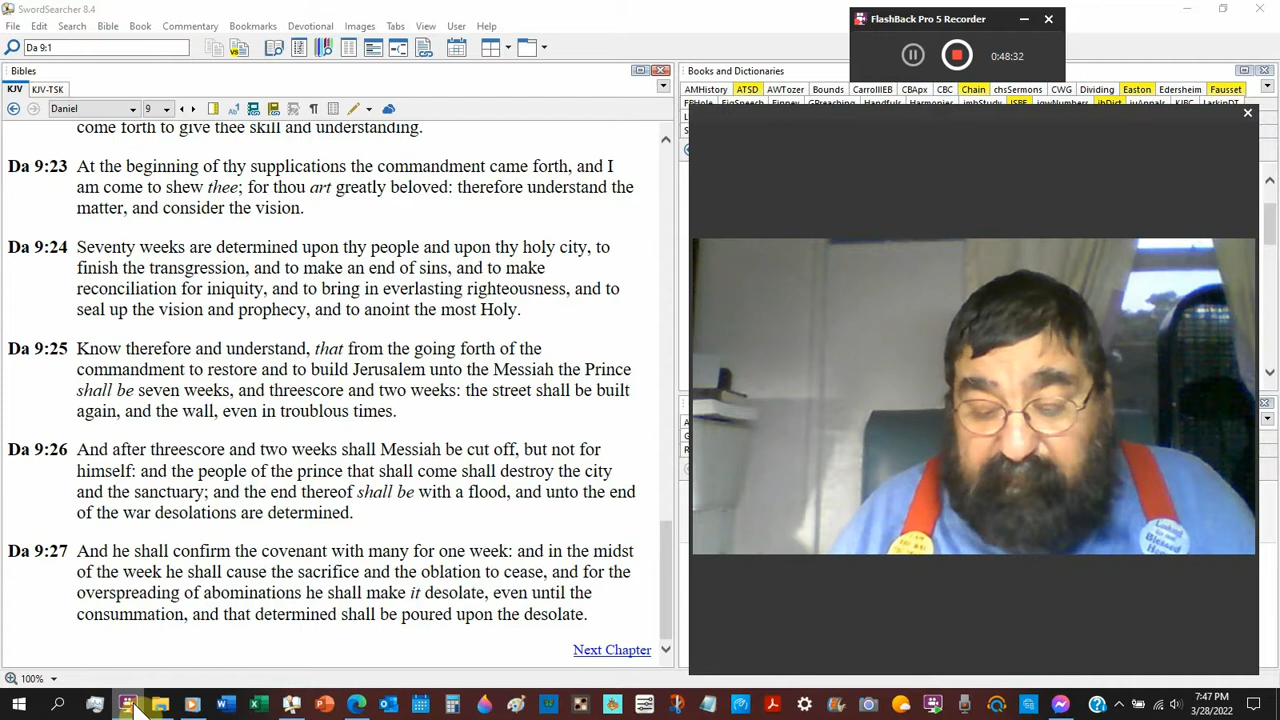 SwordSearcher 8.4
File Edit Search Bible Book Commentary Bookmarks Devotional Images Tabs View User Help
Da 9:1
Bibles
KJV KJV-TSK
Daniel 9
come forth to give thee skill and understanding.
Da 9:23 At the beginning of thy supplications the commandment came forth, and I
am come to shew thee; for thou art greatly beloved: therefore understand the
matter, and consider the vision.
Da 9:24 Seventy weeks are determined upon thy people and upon thy holy city, to
finish the transgression, and to make an end of sins, and to make
reconciliation for iniquity, and to bring in everlasting righteousness, and to
seal up the vision and prophecy, and to anoint the most Holy.
Da 9:25 Know therefore and understand, that from the going forth of the
commandment to restore and to build Jerusalem unto the Messiah the Prince
shall be seven weeks, and threescore and two weeks: the street shall be built
again, and the wall, even in troublous times.
Da 9:26 And after threescore and two weeks shall Messiah be cut off, but not for
himself: and the people of the prince that shall come shall destroy the city
and the sanctuary; and the end thereof shall be with a flood, and unto the end
of the war desolations are determined.
Da 9:27 And he shall confirm the covenant with many for one week: and in the midst
of the week he shall cause the sacrifice and the oblation to cease, and for the
overspreading of abominations he shall make it desolate, even until the
consummation, and that determined shall be poured upon the desolate.
Next Chapter
100%
FlashBack Pro 5 Recorder
0:48:32
Books and Dictionaries
AMHistory ATSD AWTozer Bounds CarrollIEB CBApx CBC Chain chsSermons CWG Dividing Easton Edersheim Fausset
Blessed
7:47 PM
3/28/2022